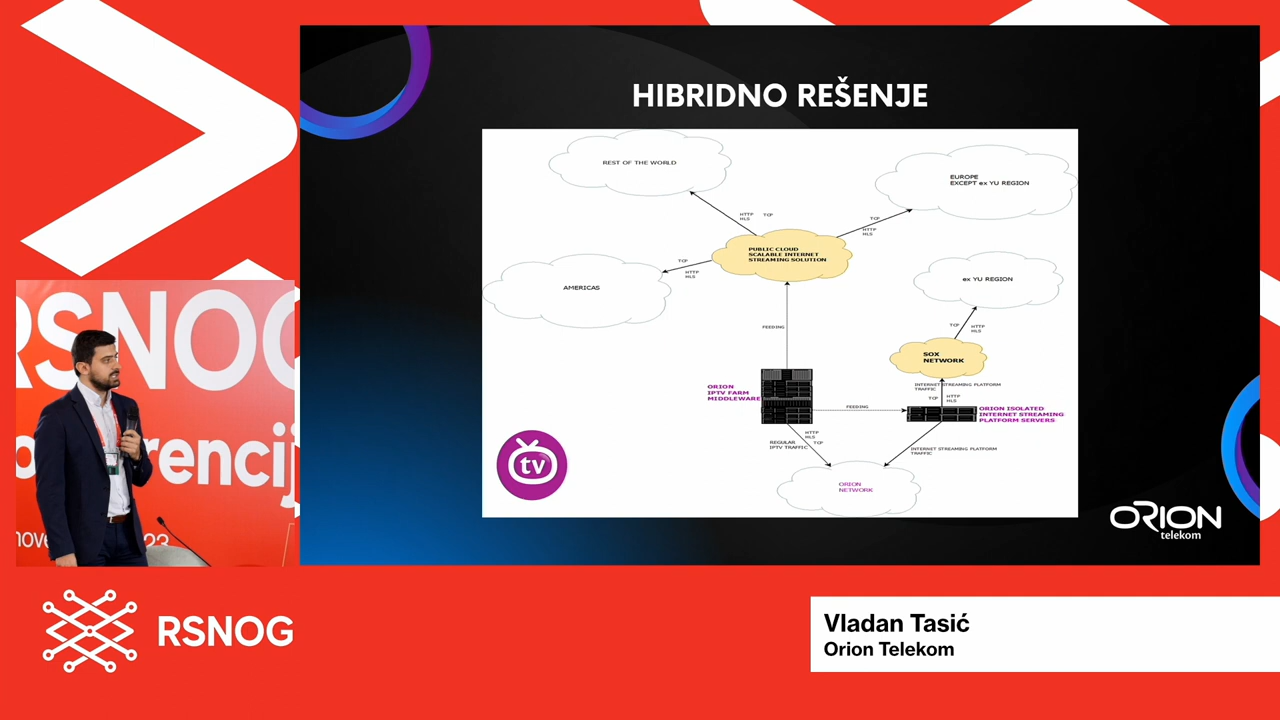 HIBRIDNO REŠENJE
REST OF THE WORLD
EUROPE
EXCEPT ex YU REGION
HTTP
HLS
TCP
TCP
HTTP
HLS
PUBLIC CLOUD
SCALABLE INTERNET
STREAMING SOLUTION
TCP
HTTP
HLS
AMERICAS
ex YU REGION
FEEDING
TCP
HTTP
HLS
SOX
NETWORK
INTERNET STREAMING PLATFORM
TRAFFIC
TCP
HTTP
HLS
ORION
IPTV FARM
MIDDLEWARE
FEEDING
ORION ISOLATED
INTERNET STREAMING
PLATFORM SERVERS
HTTP
HLS
TCP
REGULAR
IPTV TRAFFIC
INTERNET STREAMING PLATFORM
TRAFFIC
ORION
NETWORK
tv
ORION
telekom
RSNOG
RSNOG
Vladan Tasić
Orion Telekom